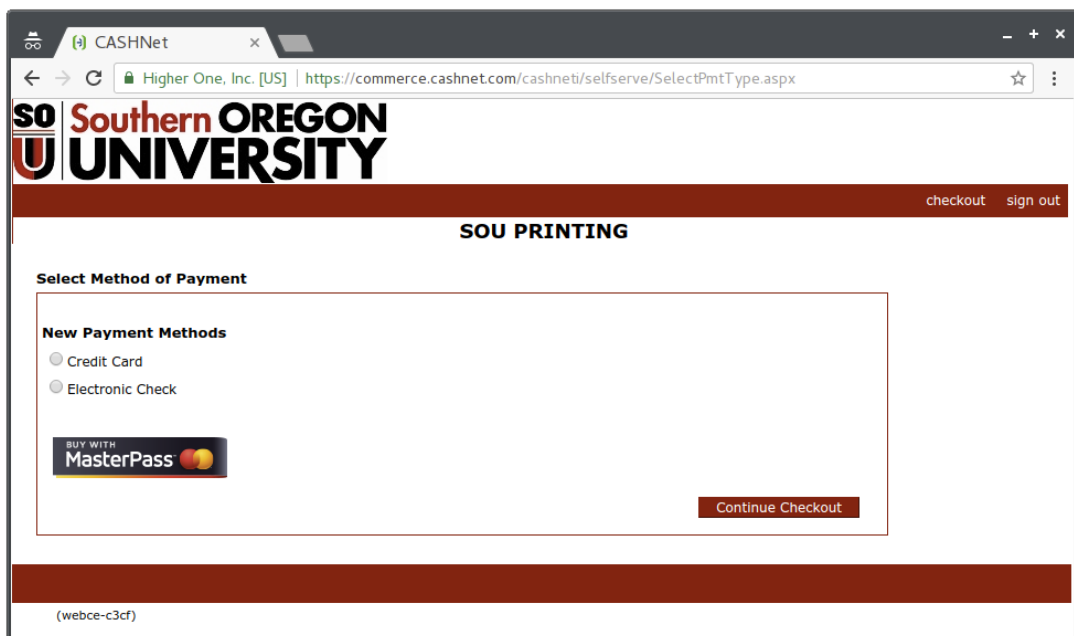 CASHNet
Higher One, Inc. [US] | https://commerce.cashnet.com/cashneti/selfserve/SelectPmtType.aspx
SO Southern OREGON
U UNIVERSITY
checkout sign out
SOU PRINTING
Select Method of Payment
New Payment Methods
Credit Card
Electronic Check
BUY WITH
MasterPass
Continue Checkout
(webce-c3cf)